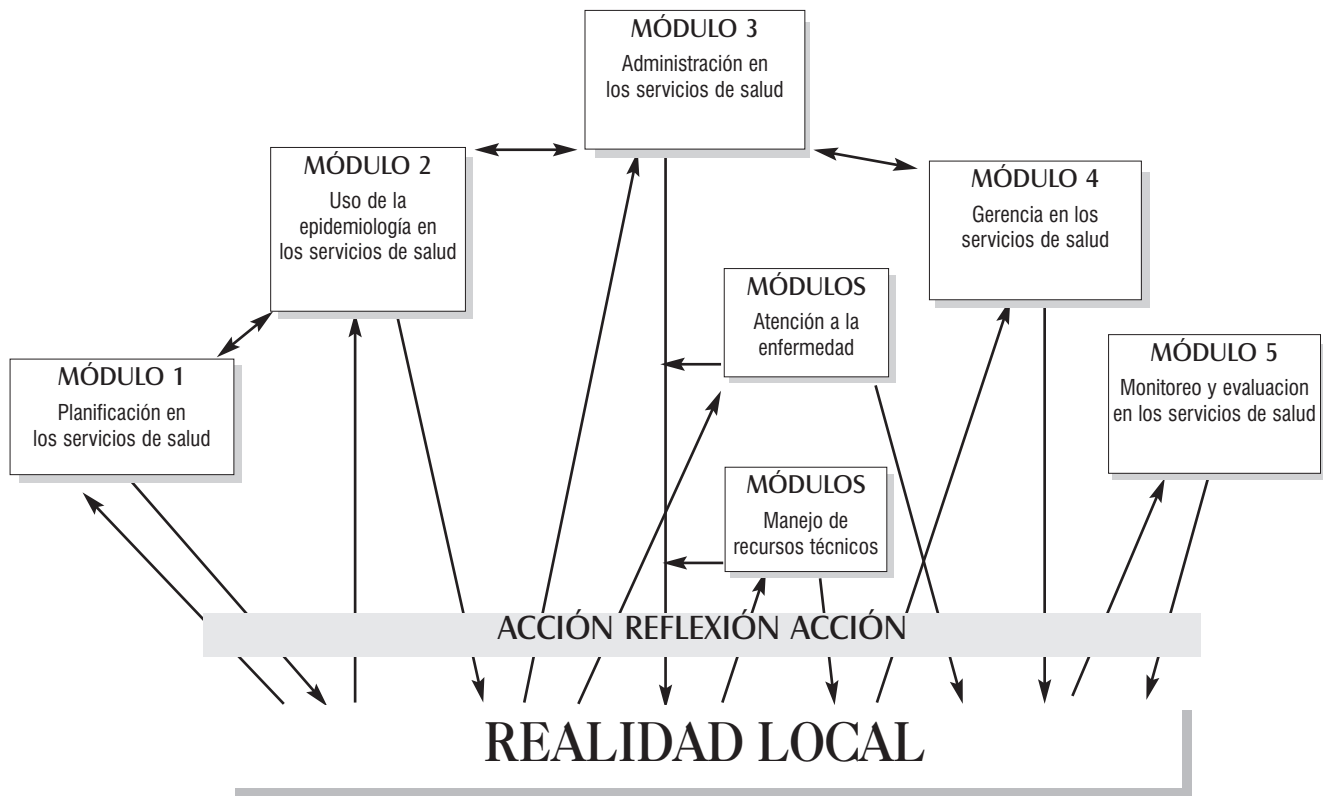 MÓDULO 3
Administración en
los servicios de salud
MÓDULO 2
Uso de la
epidemiología en
los servicios de salud
MÓDULO 4
Gerencia en los
servicios de salud
MÓDULOS
Atención a la
enfermedad
MÓDULO 1
Planificación en
los servicios de salud
MÓDULO 5
Monitoreo y evaluacion
en los servicios de salud
MÓDULOS
Manejo de
recursos técnicos
ACCIÓN REFLEXIÓN ACCIÓN
REALIDAD LOCAL